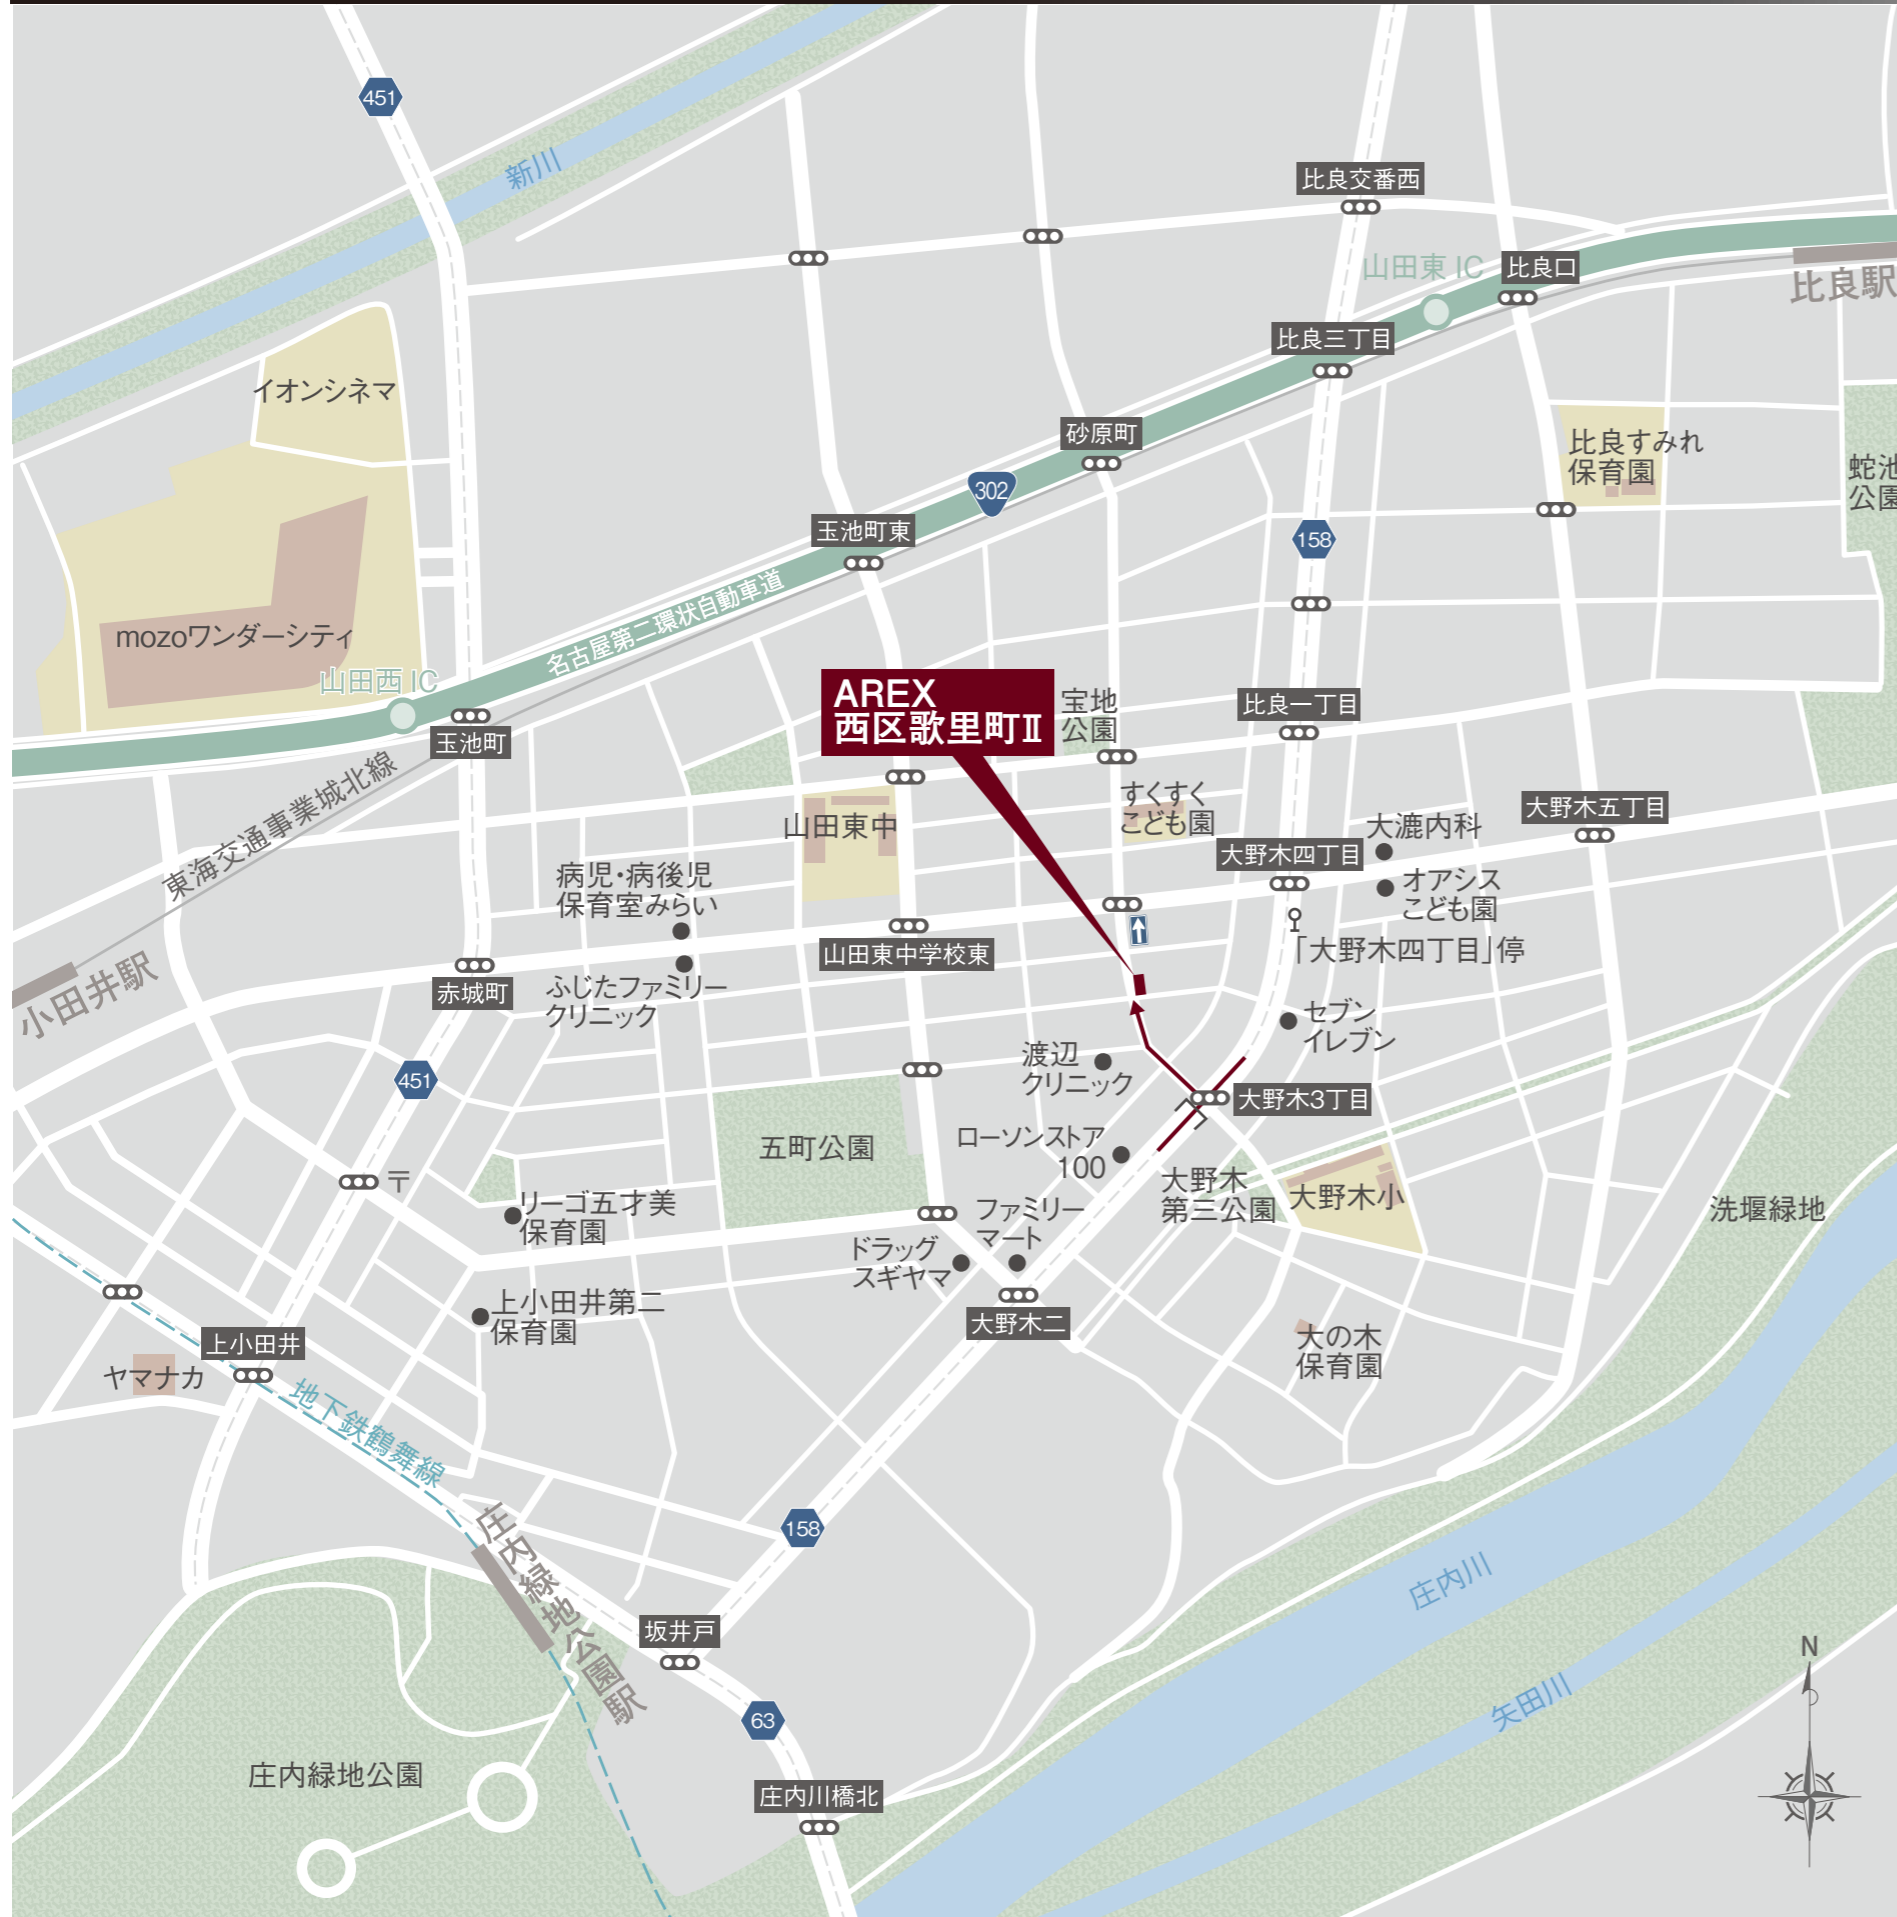 451
新川
比良交番西
山田東 IC
比良口
比良駅
比良三丁目
イオンシネマ
砂原町
比良すみれ
保育園
蛇池
公園
302
玉池町東
158
名古屋第二環状自動車道
mozoワンダーシティ
山田西 IC
玉池町
AREX
西区歌里町Ⅱ
宝地
公園
比良一丁目
東海交通事業城北線
すくすく
こども園
山田東中
大野木五丁目
大漉内科
大野木四丁目
オアシス
こども園
病児・病後児
保育室みらい
山田東中学校東
「大野木四丁目」停
小田井駅
赤城町
ふじたファミリー
クリニック
セブン
イレブン
渡辺
クリニック
451
大野木3丁目
五町公園
ローソンストア
100
〒
大野木
第三公園
大野木小
洗堰緑地
リーゴ五才美
保育園
ファミリー
マート
ドラッグ
スギヤマ
上小田井第二
保育園
大野木二
上小田井
大の木
保育園
ヤマナカ
地下鉄鶴舞線
158
庄内緑地公園駅
庄内川
坂井戸
N
矢田川
63
庄内緑地公園
庄内川橋北